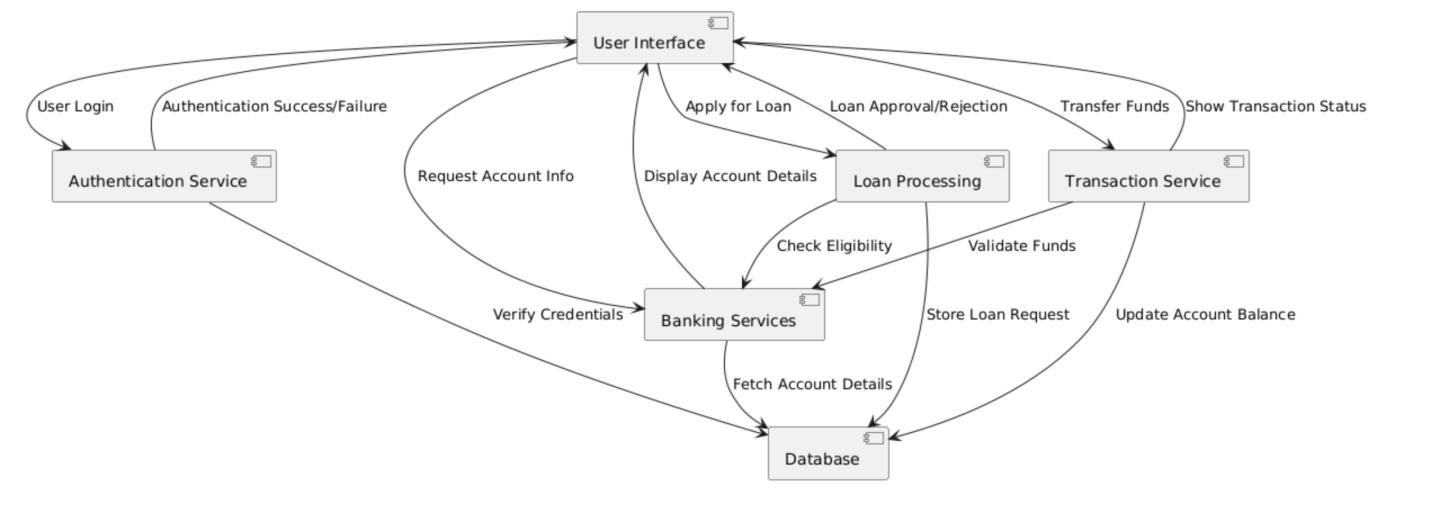 User Interface
User Login
Authentication Success/Failure
Apply for Loan
Loan Approval/Rejection
Transfer Funds
Show Transaction Status
Authentication Service
Request Account Info
Display Account Details
Loan Processing
Transaction Service
Check Eligibility
Validate Funds
Verify Credentials
Banking Services
Store Loan Request
Update Account Balance
Fetch Account Details
Database